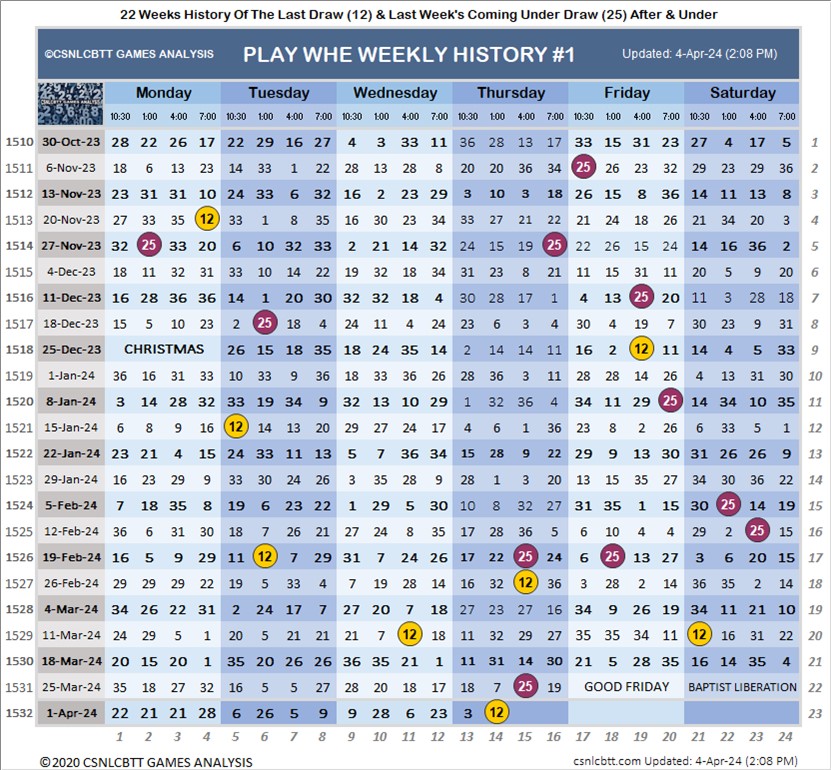 22 Weeks History Of The Last Draw (12) & Last Week's Coming Under Draw (25) After & Under
©CSNLCBTT GAMES ANALYSIS PLAY WHE WEEKLY HISTORY #1 Updated: 4-Apr-24 (2:08 PM)
Monday Tuesday Wednesday Thursday Friday Saturday
CSNLCBTT GAMES ANALYSIS 10:30 1:00 4:00 7:00 10:30 1:00 4:00 7:00 10:30 1:00 4:00 7:00 10:30 1:00 4:00 7:00 10:30 1:00 4:00 7:00 10:30 1:00 4:00 7:00
1510 30-Oct-23 28 22 26 17 22 29 16 27 4 3 33 11 36 28 13 17 33 15 31 23 27 4 17 5 1
1511 6-Nov-23 18 6 13 23 14 33 1 22 28 13 28 8 20 20 36 34 25 26 23 32 29 23 29 36 2
1512 13-Nov-23 23 31 31 10 24 33 6 32 16 2 23 29 3 10 3 18 26 15 8 36 14 11 13 8 3
1513 20-Nov-23 27 33 35 12 33 1 8 35 16 30 23 34 33 27 21 22 21 24 18 26 21 34 20 3 4
1514 27-Nov-23 32 25 33 20 6 10 32 33 2 21 14 32 24 15 19 25 22 26 15 24 14 16 36 2 5
1515 4-Dec-23 18 11 32 31 33 10 14 22 19 32 18 34 31 23 8 21 11 15 31 11 20 5 9 20 6
1516 11-Dec-23 16 28 36 36 14 1 20 30 32 32 18 4 30 28 17 1 4 13 25 20 11 3 28 18 7
1517 18-Dec-23 15 5 10 23 2 25 18 4 24 11 4 24 23 6 3 4 30 4 19 7 30 23 9 31 8
1518 25-Dec-23 CHRISTMAS 26 15 18 35 18 24 35 14 2 14 14 11 16 2 12 11 14 4 5 33 9
1519 1-Jan-24 36 16 31 33 10 33 9 36 18 33 36 26 28 36 3 11 28 28 14 26 4 13 31 30 10
1520 8-Jan-24 3 14 28 32 33 19 34 9 32 13 10 29 1 32 36 4 34 11 29 25 14 34 10 35 11
1521 15-Jan-24 6 8 9 16 12 14 13 20 29 27 24 17 4 6 1 36 23 8 2 26 6 33 5 1 12
1522 22-Jan-24 23 21 4 15 24 33 11 13 5 7 36 34 15 28 9 22 29 11 28 24 31 26 26 9 13
1523 29-Jan-24 16 23 29 9 33 30 24 26 3 35 28 9 28 1 3 20 13 15 35 27 34 30 36 22 14
1524 5-Feb-24 7 18 35 8 19 6 23 22 1 29 5 30 10 8 32 27 31 35 1 15 30 25 14 19 15
1525 12-Feb-24 36 6 31 30 18 7 26 21 27 24 8 35 17 28 36 5 6 10 4 4 29 2 25 15 16
1526 19-Feb-24 16 5 9 29 11 12 7 29 31 7 24 26 17 22 25 24 6 25 13 27 3 6 20 15 17
1527 26-Feb-24 29 29 29 22 19 5 33 4 7 19 28 14 16 32 12 36 3 28 2 14 36 35 2 14 18
1528 4-Mar-24 34 26 22 31 2 24 17 7 27 20 7 18 27 23 27 16 34 9 26 19 34 11 21 10 19
1529 11-Mar-24 24 29 5 1 20 5 21 21 21 7 12 18 11 32 29 27 35 35 34 11 12 16 31 22 20
1530 18-Mar-24 20 15 20 1 35 20 26 26 36 35 21 1 11 31 14 30 21 5 28 35 16 14 35 4 21
1531 25-Mar-24 35 18 27 32 16 5 5 27 28 20 18 17 18 7 25 19 GOOD FRIDAY BAPTIST LIBERATION 22
1532 1-Apr-24 22 21 21 28 6 26 5 9 9 28 6 23 3 12 23
1 2 3 4 5 6 7 8 9 10 11 12 13 14 15 16 17 18 19 20 21 22 23 24
©2020 CSNLCBTT GAMES ANALYSIS csnlcbtt.com Updated: 4-Apr-24 (2:08 PM)